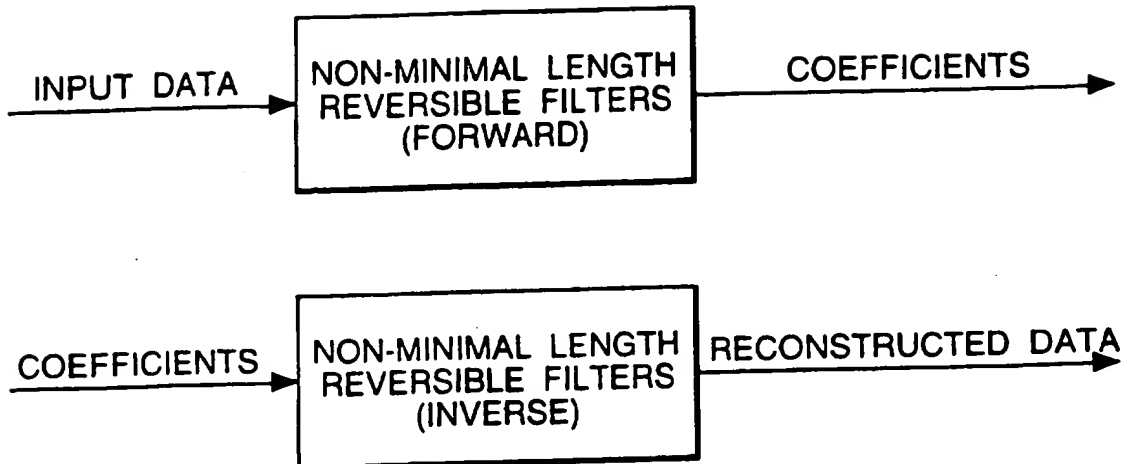 INPUT DATA
NON-MINIMAL LENGTH
REVERSIBLE FILTERS
(FORWARD)
COEFFICIENTS
COEFFICIENTS
NON-MINIMAL LENGTH
REVERSIBLE FILTERS
(INVERSE)
RECONSTRUCTED DATA